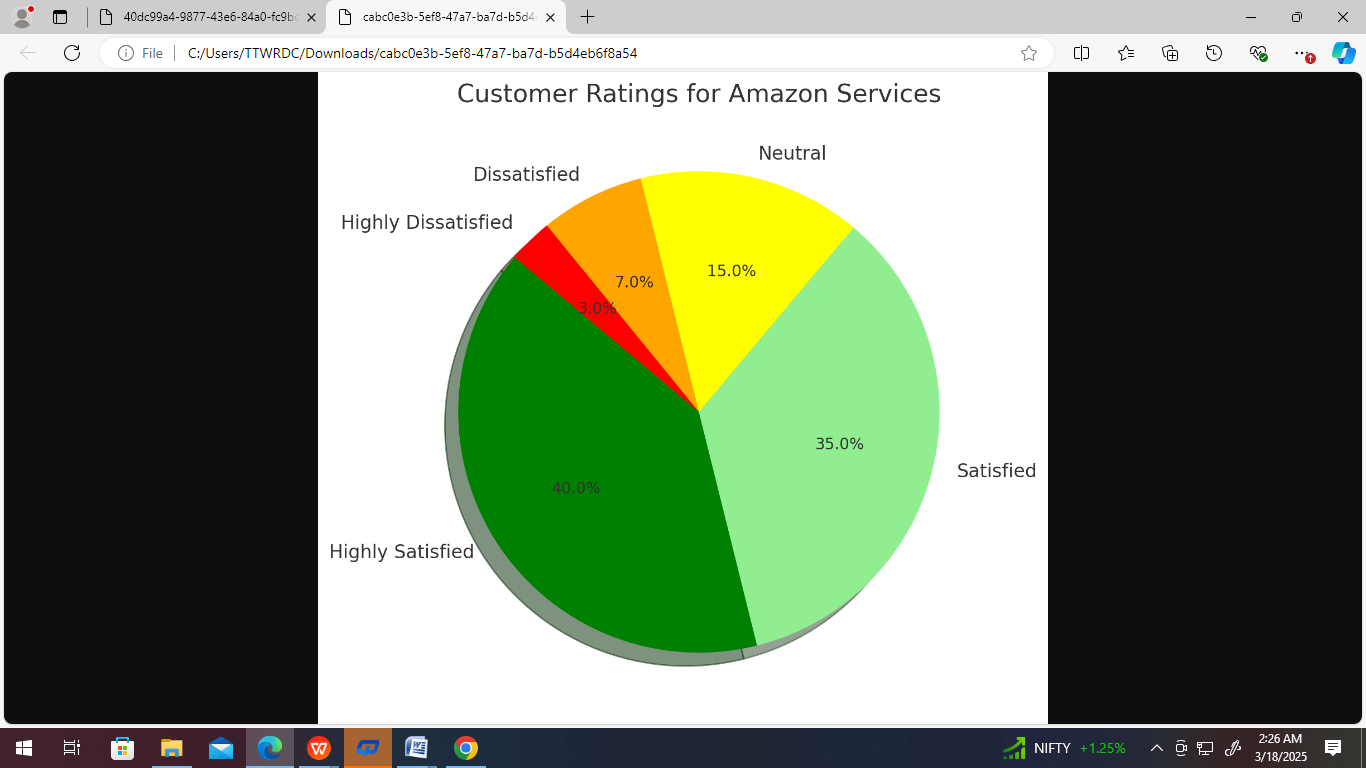 40dc99a4-9877-43e6-84a0-fc9b
cabc0e3b-5ef8-47a7-ba7d-b5d4
File
C:/Users/TTWRDC/Downloads/cabc0e3b-5ef8-47a7-ba7d-b5d4eb6f8a54
Customer Ratings for Amazon Services
Neutral
Dissatisfied
Highly Dissatisfied
15.0%
7.0%
3.0%
35.0%
Satisfied
40.0%
Highly Satisfied
NIFTY +1.25%
2:26 AM
3/18/2025